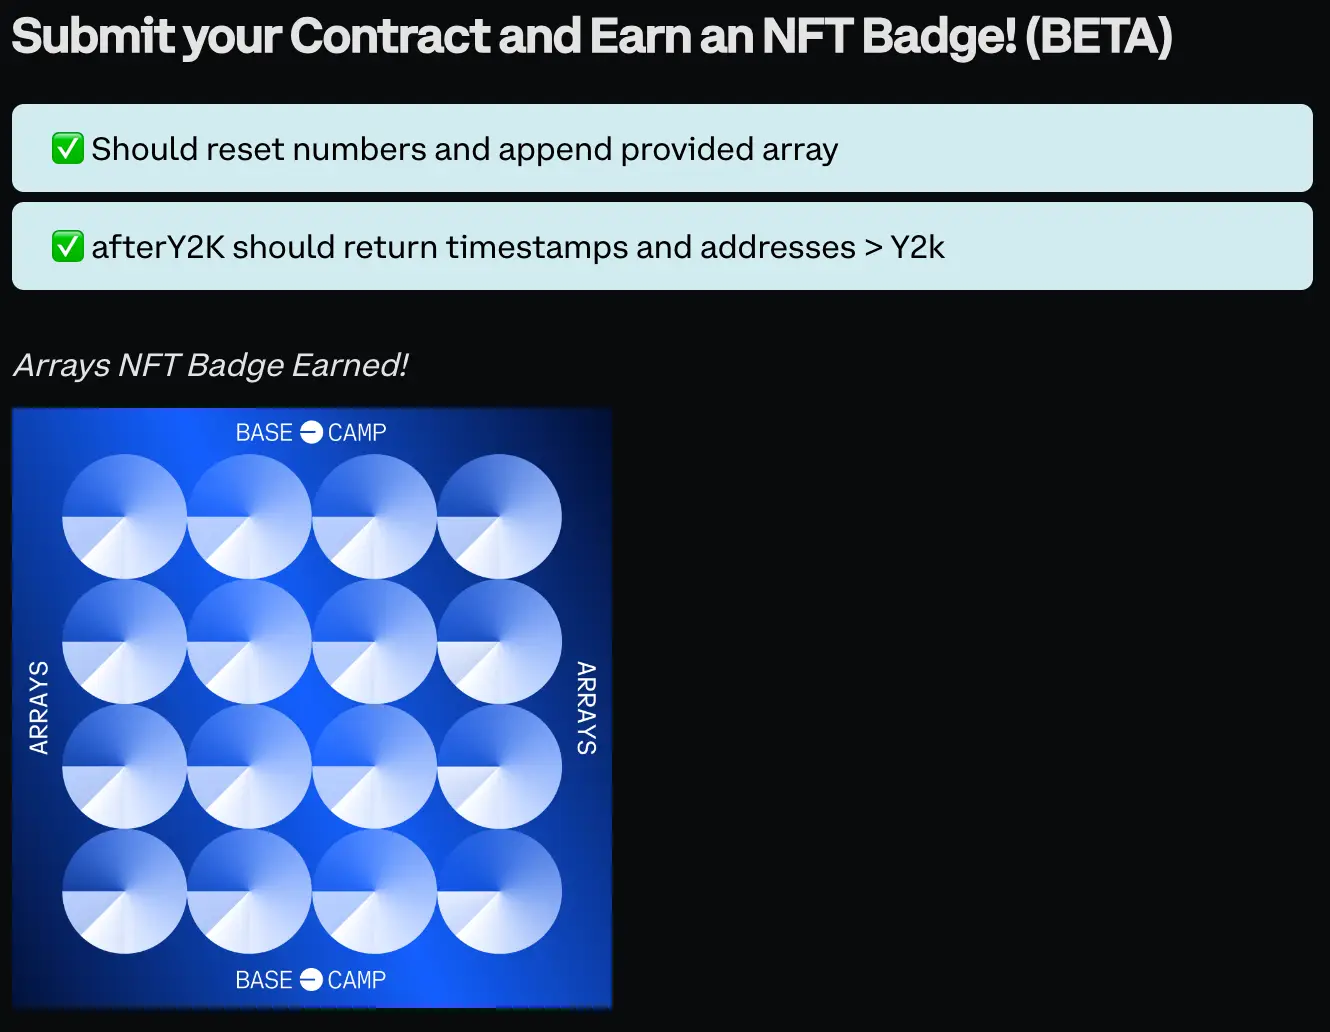 Submit your Contract and Earn an NFT Badge! (BETA)
✅ Should reset numbers and append provided array
✅ afterY2K should return timestamps and addresses > Y2k
Arrays NFT Badge Earned!
BASE CAMP
ARRAYS
ARRAYS
BASE CAMP